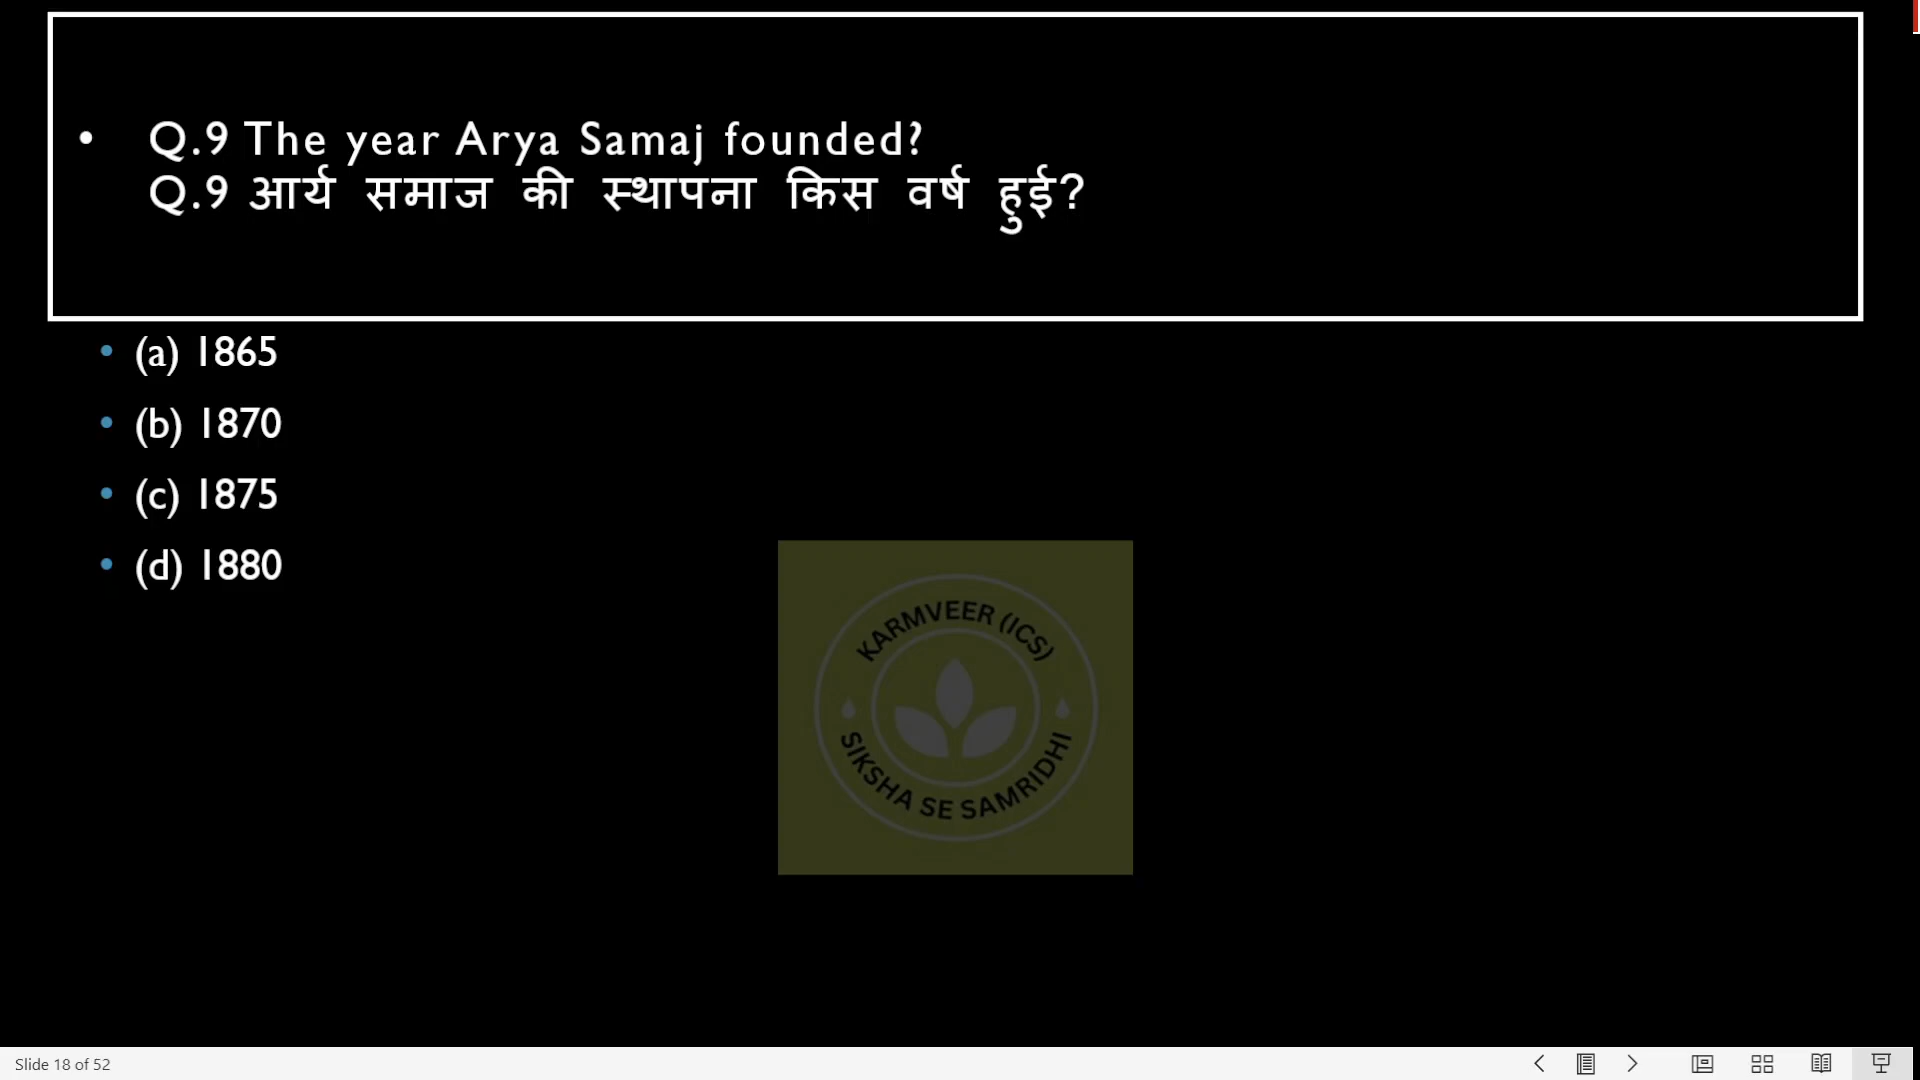 • Q.9 The year Arya Samaj founded?
Q.9 आर्य समाज की स्थापना किस वर्ष हुई?
• (a) 1865
• (b) 1870
• (c) 1875
• (d) 1880
KARMVEER (ICS)
SIKSHA SE SAMRIDHI
Slide 18 of 52